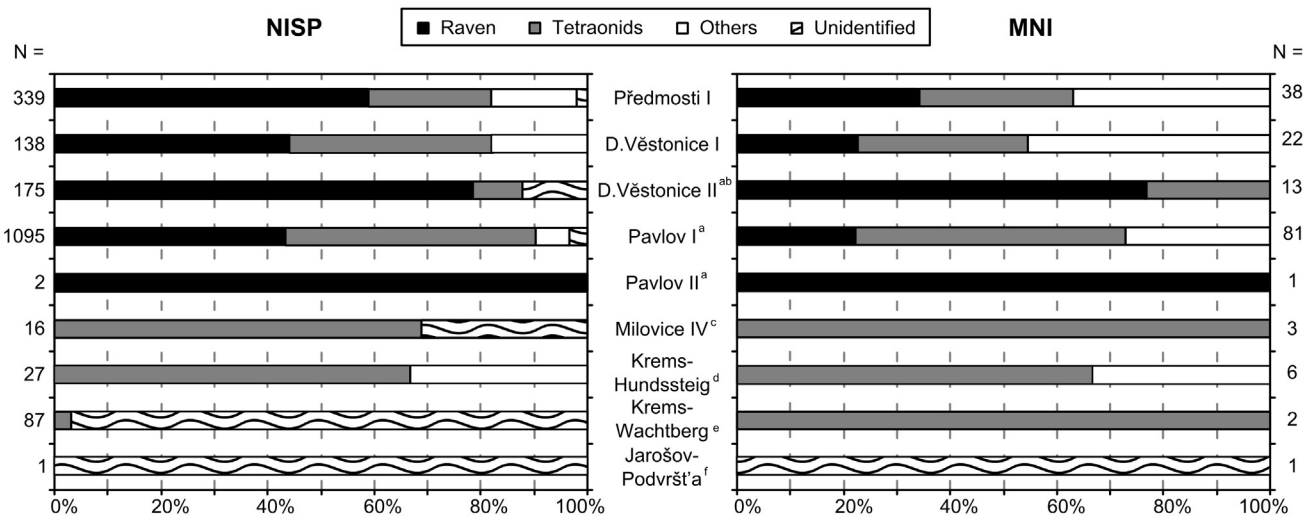 NISP
Raven Tetraonids Others Unidentified
MNI
N =
N =
339 Předmosti I 38
138 D.Věstonice I 22
175 D.Věstonice II ab 13
1095 Pavlov I a 81
2 Pavlov II a 1
16 Milovice IV c 3
27 Krems-
Hundssteig d 6
87 Krems-
Wachtberg e 2
1 Jarošov-
Podvršt'a f 1
0% 20% 40% 60% 80% 100% 0% 20% 40% 60% 80% 100%